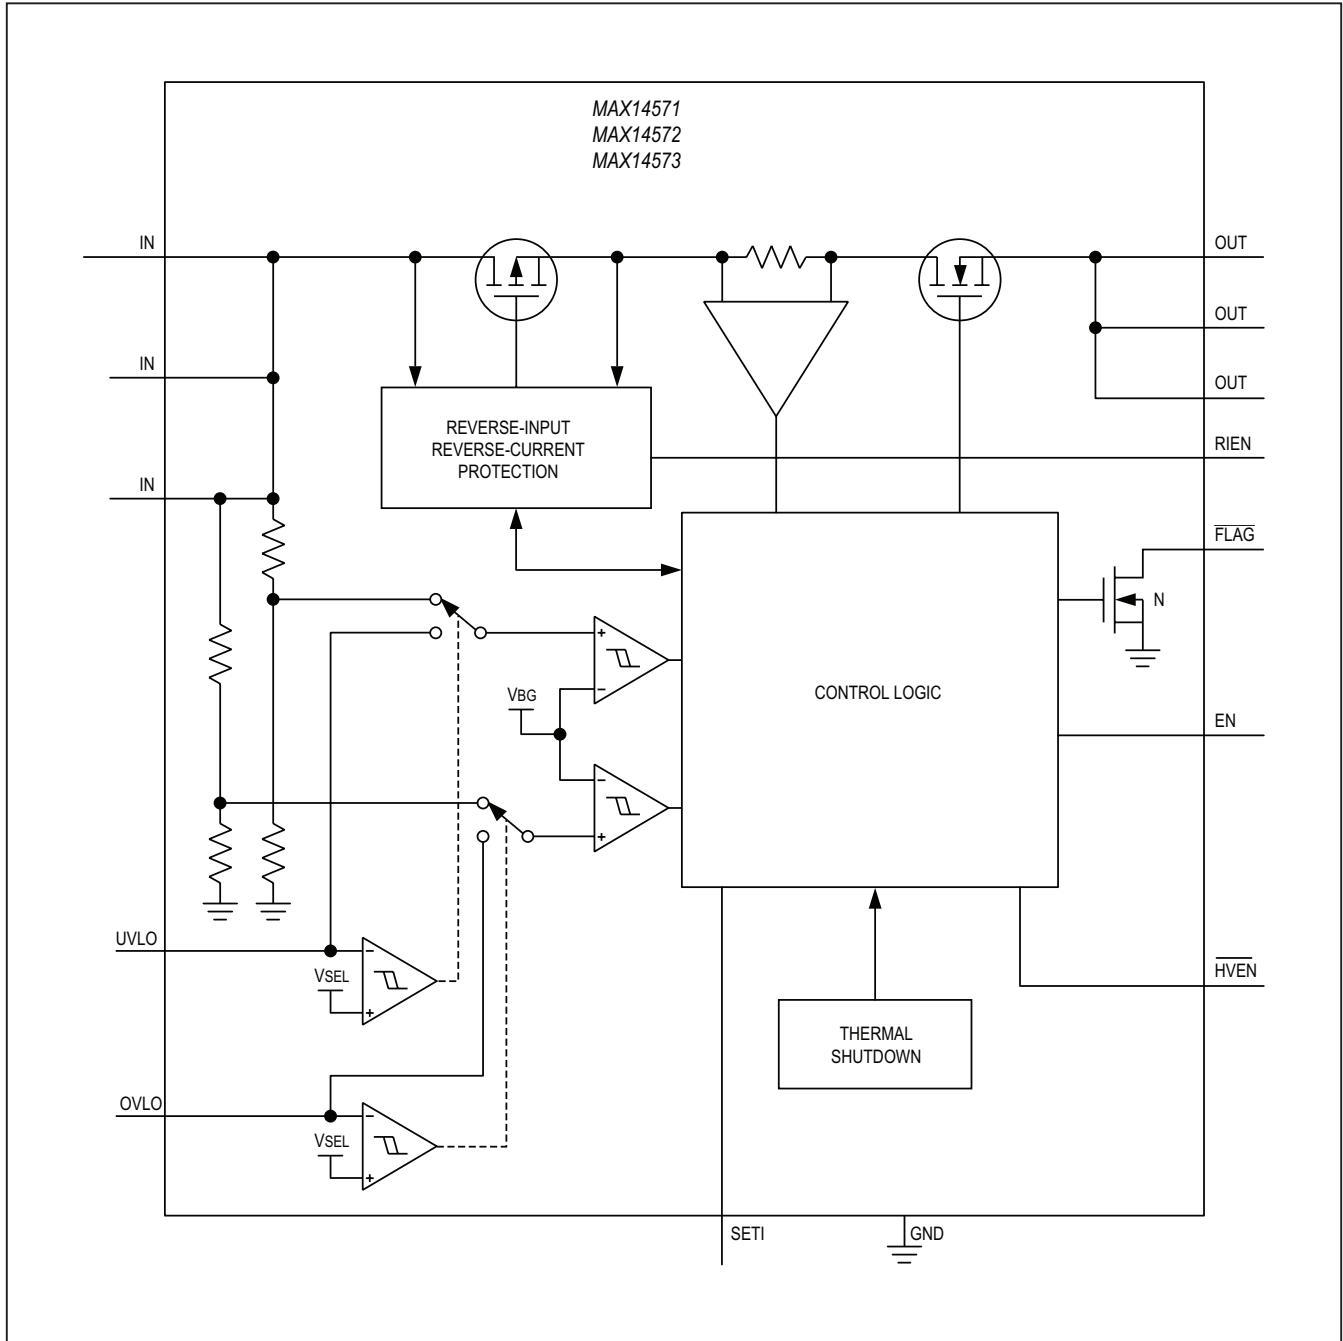 MAX14571
MAX14572
MAX14573
IN
OUT
OUT
IN
OUT
REVERSE-INPUT
REVERSE-CURRENT
PROTECTION
RIEN
IN
FLAG
N
+
−
VBG
CONTROL LOGIC
EN
−
+
UVLO
−
VSEL
+
HVEN
THERMAL
SHUTDOWN
OVLO
−
VSEL
+
SETI
GND